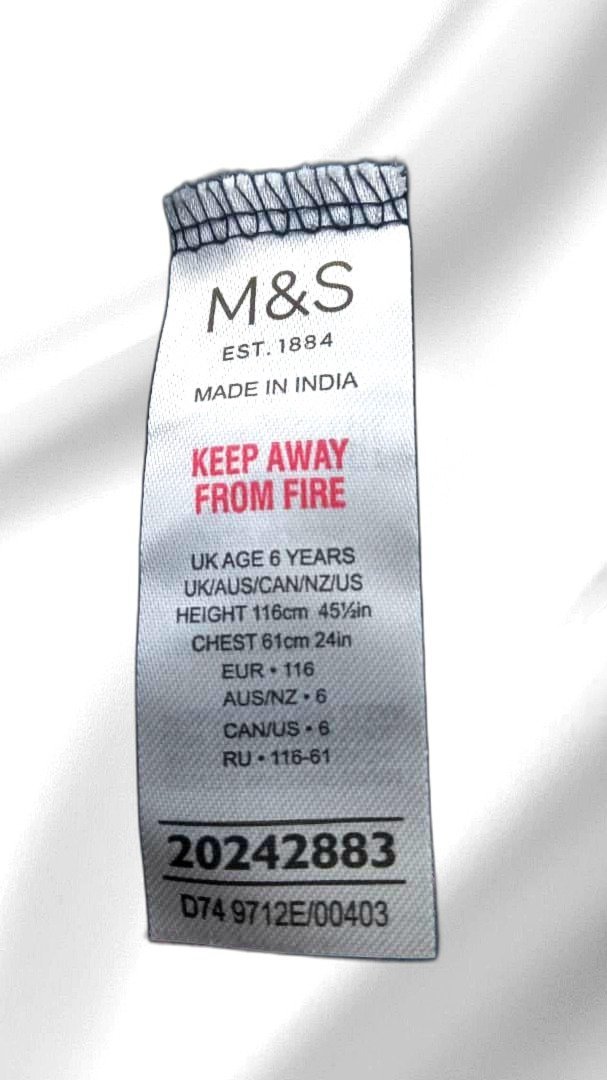 M&S
EST. 1884
MADE IN INDIA
KEEP AWAY
FROM FIRE
UK AGE 6 YEARS
UK/AUS/CAN/NZ/US
HEIGHT 116cm 45½in
CHEST 61cm 24in
EUR • 116
AUS/NZ • 6
CAN/US • 6
RU • 116-61
20242883
D74 9712E/00403